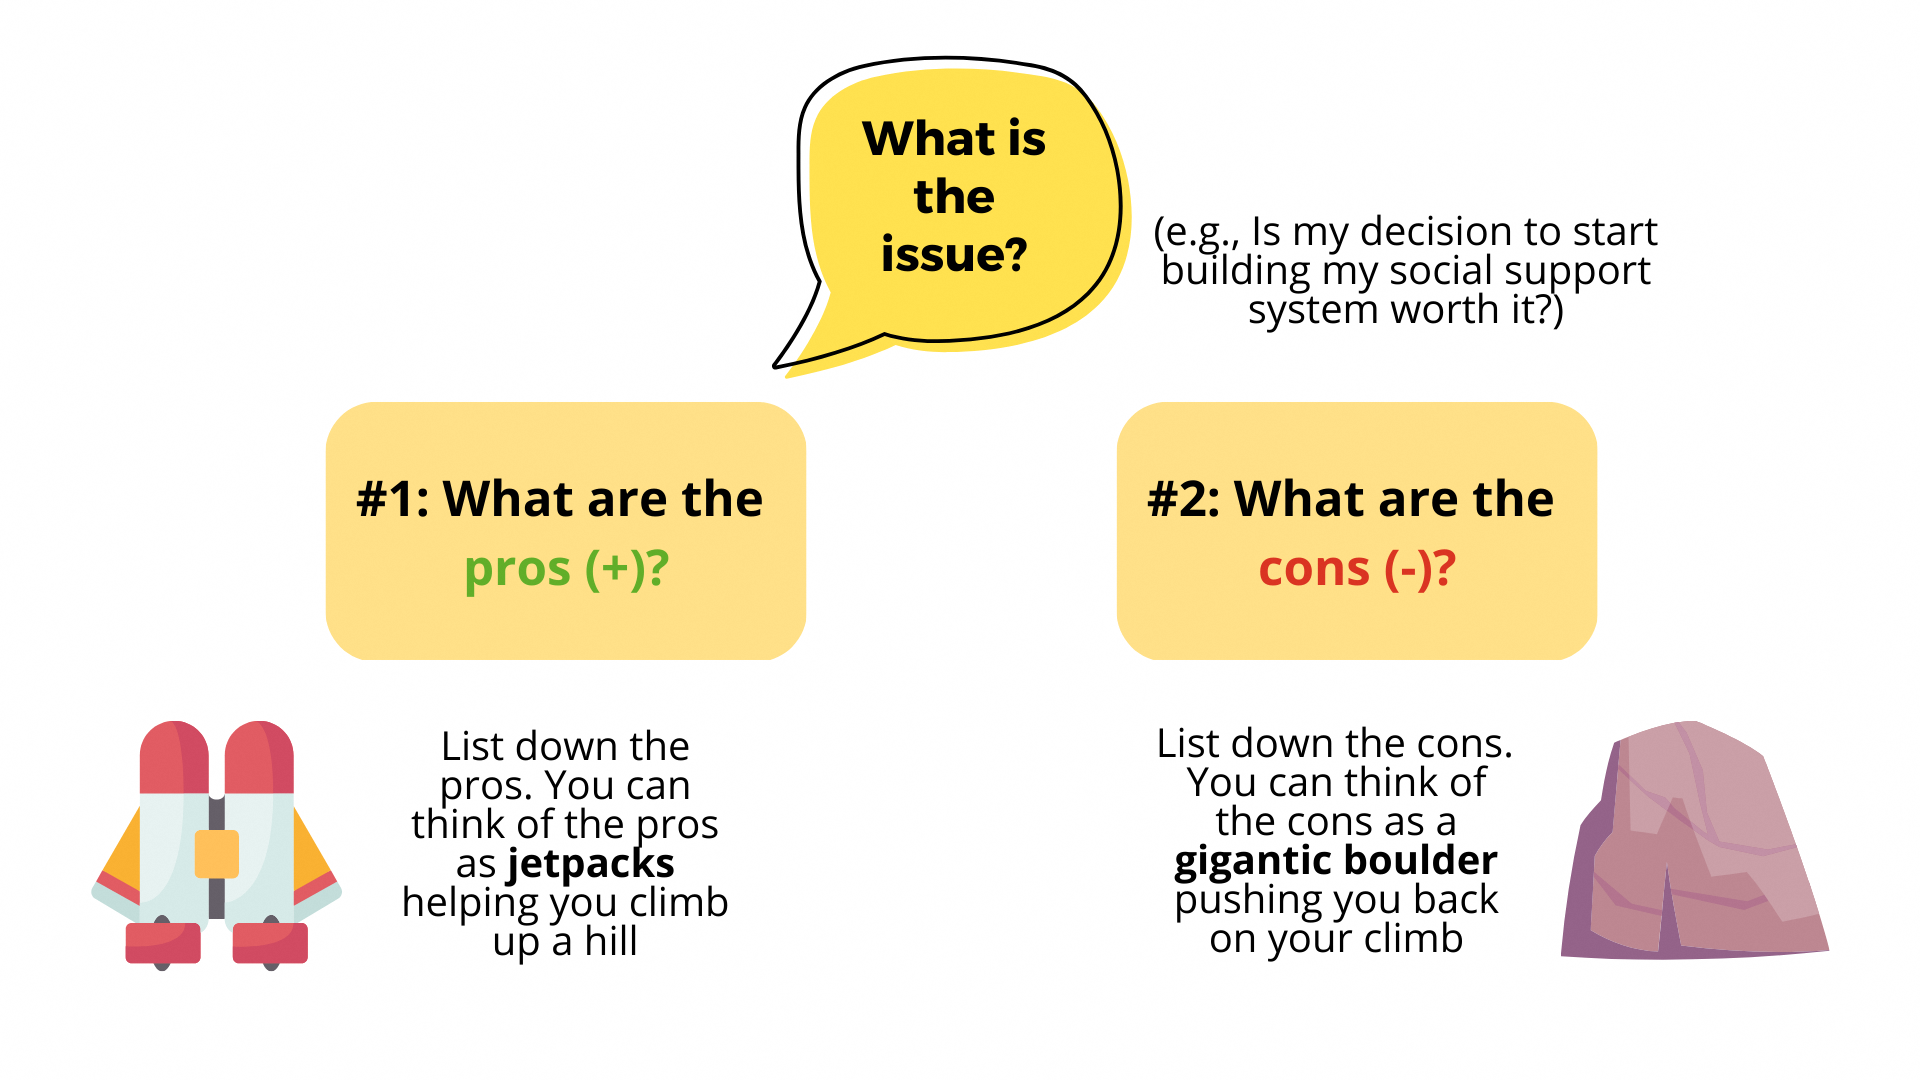 What is
the
issue?
(e.g., Is my decision to start
building my social support
system worth it?)
#1: What are the
pros (+)?
#2: What are the
cons (-)?
List down the
pros. You can
think of the pros
as jetpacks
helping you climb
up a hill
List down the cons.
You can think of
the cons as a
gigantic boulder
pushing you back
on your climb